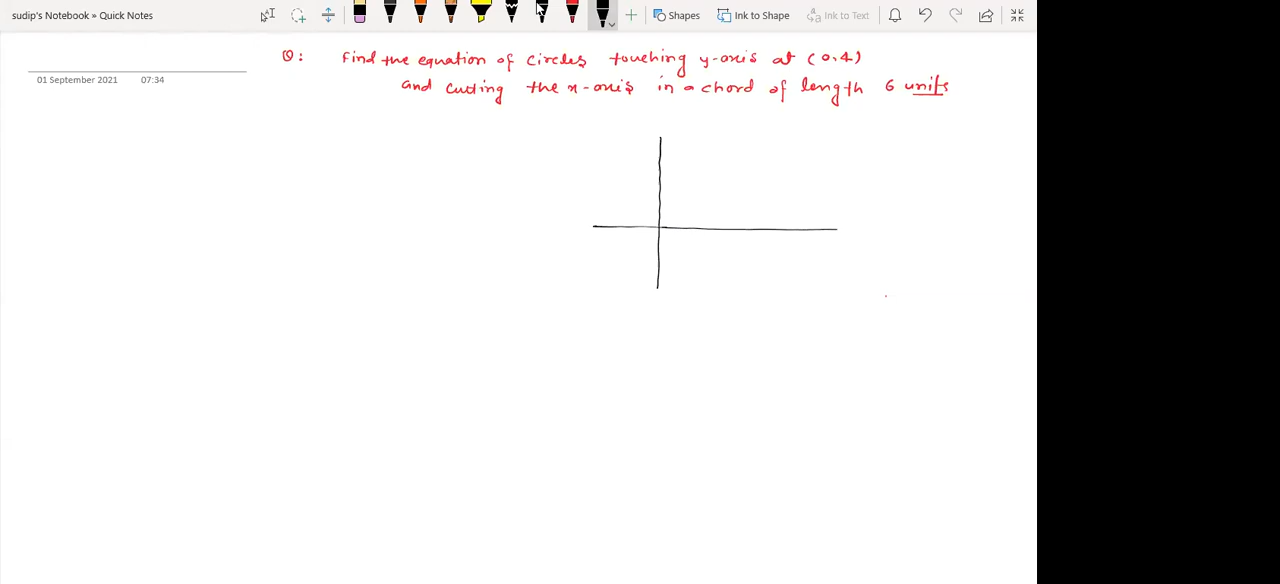 sudip's Notebook » Quick Notes
Shapes
Ink to Shape
Ink to Text
Q: Find the equation of circles touching y-axis at (0,4)
and cutting the x-axis in a chord of length 6 units
01 September 2021 07:34